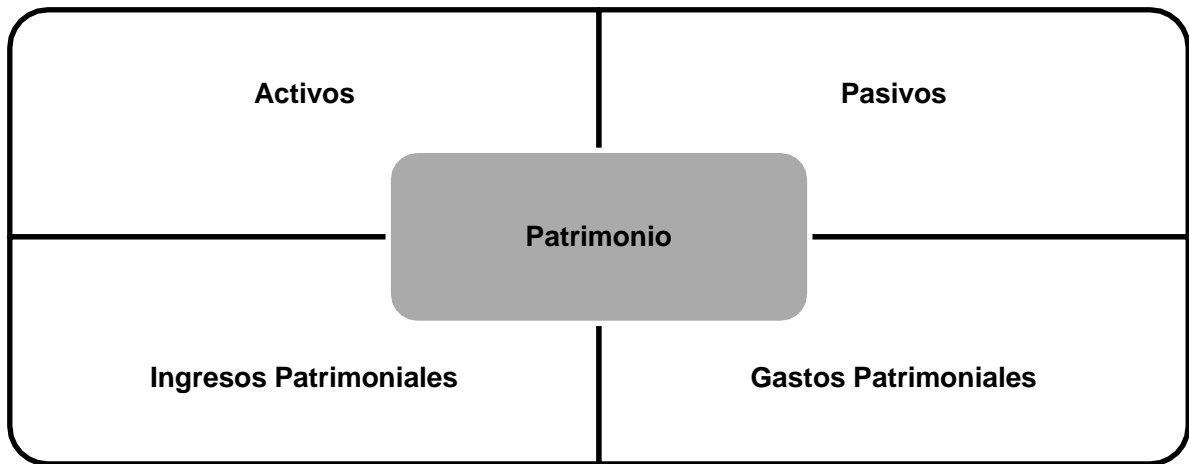 Activos
Pasivos
Patrimonio
Ingresos Patrimoniales
Gastos Patrimoniales